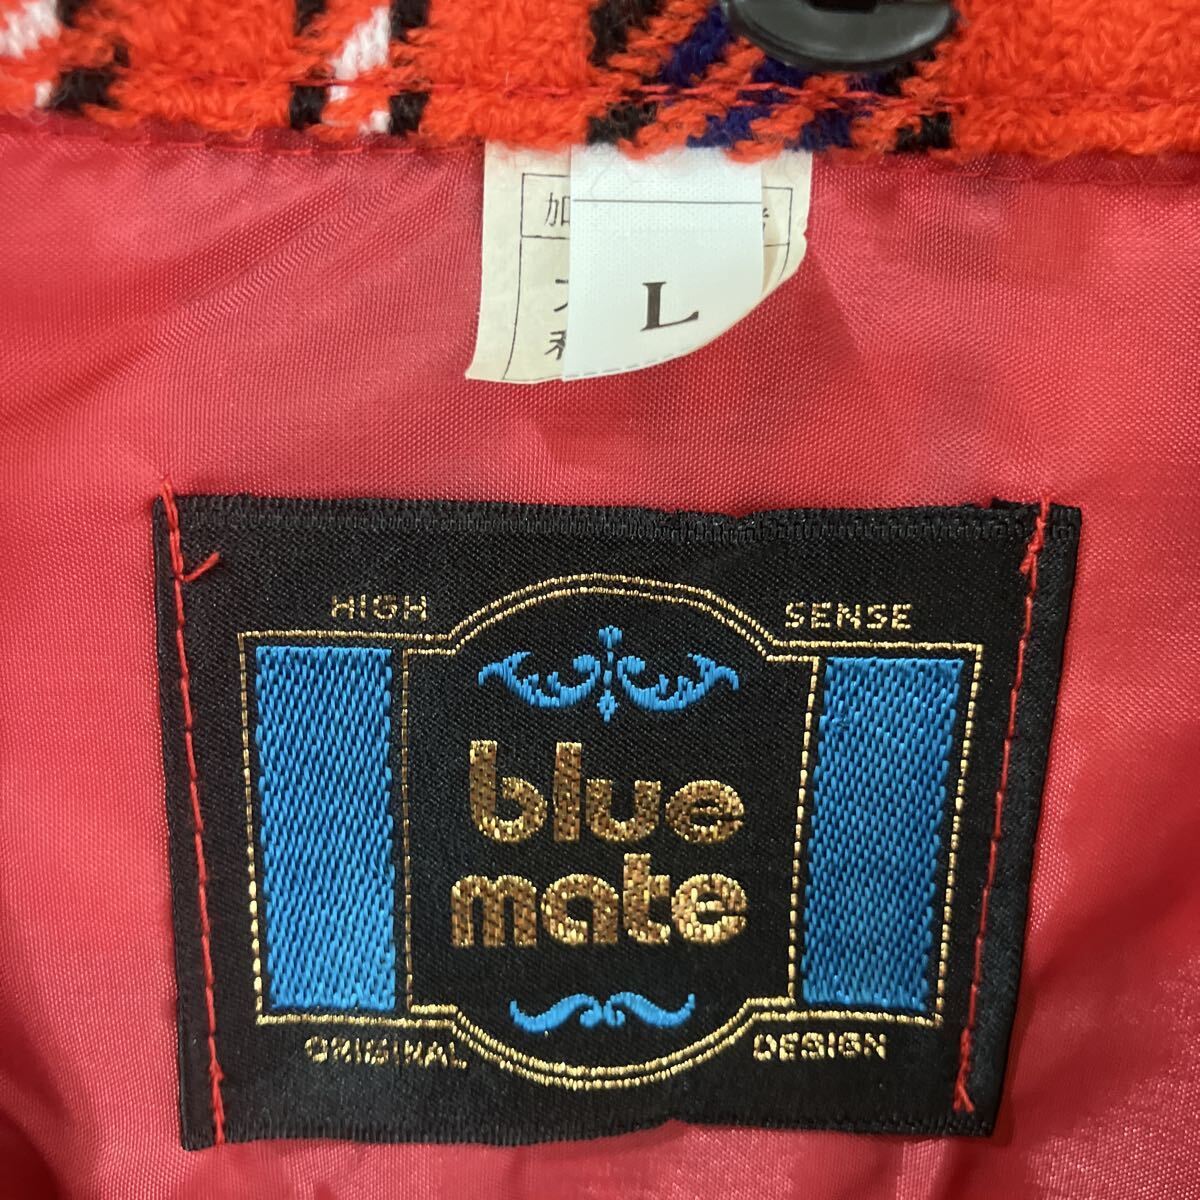 加
L
HIGH SENSE
blue
mate
ORIGINAL DESIGN